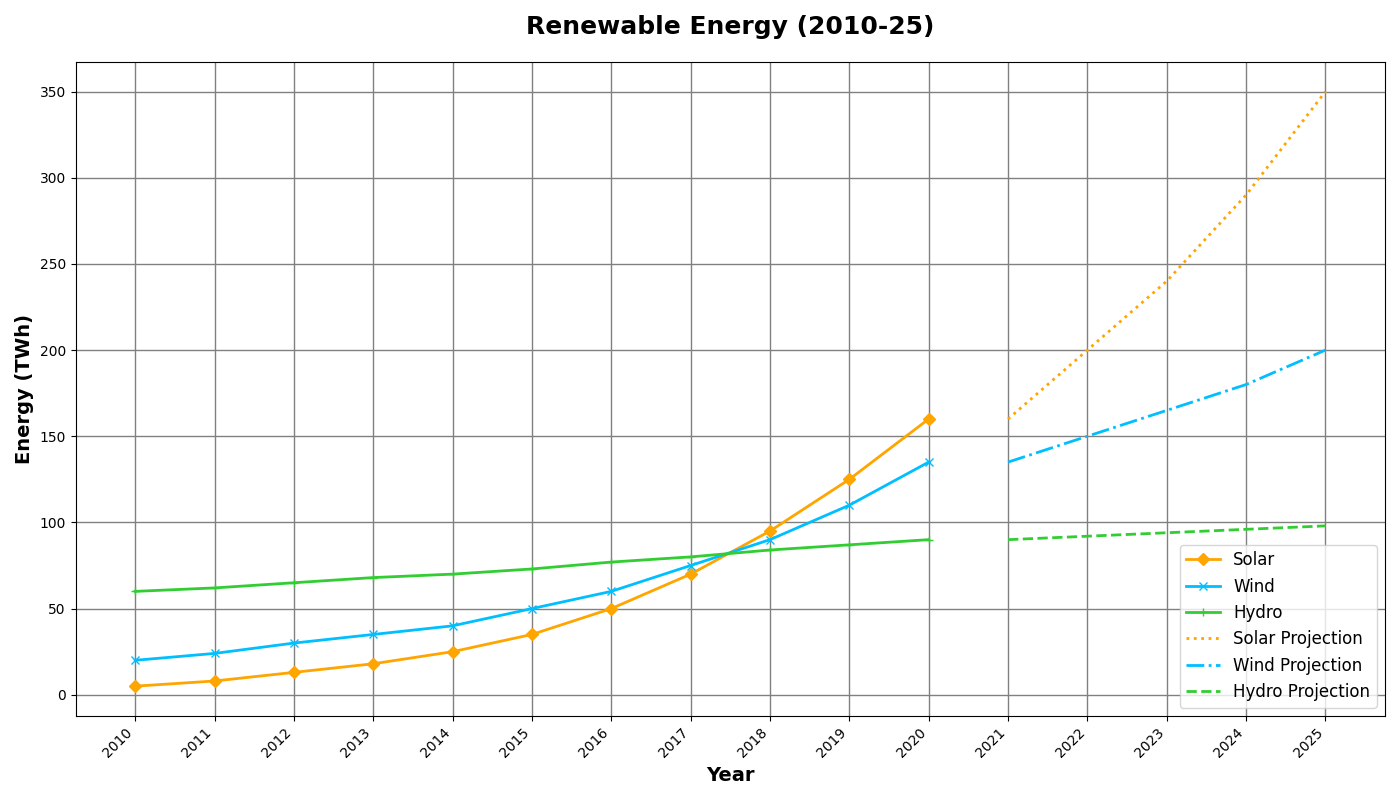 Renewable Energy (2010-25)
Energy (TWh)
350
300
250
200
150
100
50
0
2010
2011
2012
2013
2014
2015
2016
2017
2018
2019
2020
2021
2022
2023
2024
2025
Year
Solar
Wind
Hydro
Solar Projection
Wind Projection
Hydro Projection